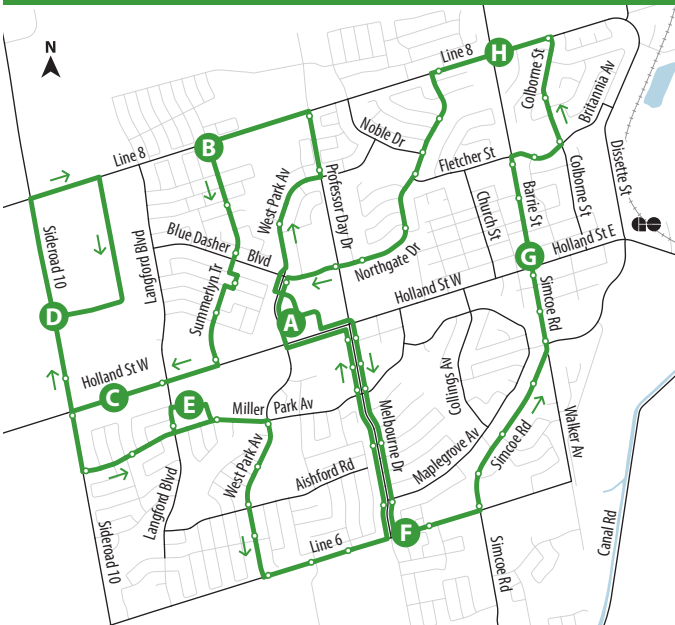 N
Line 8
H
Colborne St
Britannia Av
Noble Dr
B
Line 8
Fletcher St
Dissette St
West Park Av
Professor Day Dr
Church St
Barrie St
Colborne St
Sideroad 10
Langford Blvd
Blue Dasher Blvd
Northgate Dr
G
Holland St E
Summerlyn Tr
Holland St W
Simcoe Rd
D
A
Holland St W
C
E
Miller Park Av
Collings Av
Melbourne Dr
Walker Av
West Park Av
Maplegrove Av
Simcoe Rd
Langford Blvd
Aishford Rd
Sideroad 10
Line 6
F
Simcoe Rd
Canal Rd